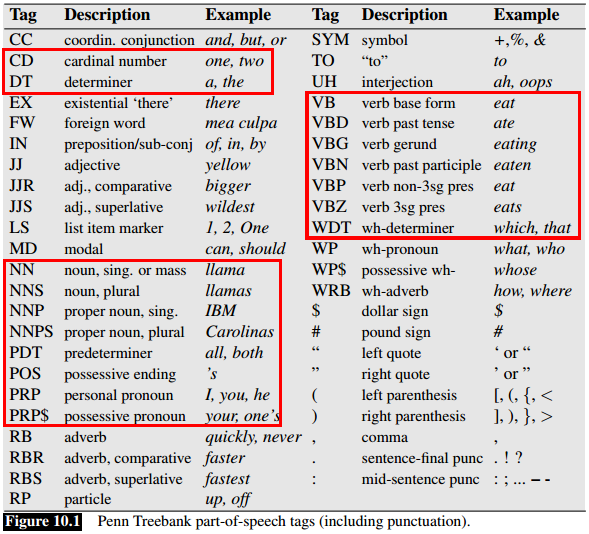 Tag Description Example Tag Description Example
CC coordin. conjunction and, but, or SYM symbol +,%, &
CD cardinal number one, two TO “to” to
DT determiner a, the UH interjection ah, oops
EX existential ‘there’ there VB verb base form eat
FW foreign word mea culpa VBD verb past tense ate
IN preposition/sub-conj of, in, by VBG verb gerund eating
JJ adjective yellow VBN verb past participle eaten
JJR adj., comparative bigger VBP verb non-3sg pres eat
JJS adj., superlative wildest VBZ verb 3sg pres eats
LS list item marker 1, 2, One WDT wh-determiner which, that
MD modal can, should WP wh-pronoun what, who
NN noun, sing. or mass llama WP$ possessive wh- whose
NNS noun, plural llamas WRB wh-adverb how, where
NNP proper noun, sing. IBM $ dollar sign $
NNPS proper noun, plural Carolinas # pound sign #
PDT predeterminer all, both “ left quote ‘ or “
POS possessive ending ’s ” right quote ’ or ”
PRP personal pronoun I, you, he ( left parenthesis [, (, {, <
PRP$ possessive pronoun your, one’s ) right parenthesis ], ), }, >
RB adverb quickly, never , comma ,
RBR adverb, comparative faster . sentence-final punc . ! ?
RBS adverb, superlative fastest : mid-sentence punc : ; ... – -
RP particle up, off
Figure 10.1 Penn Treebank part-of-speech tags (including punctuation).